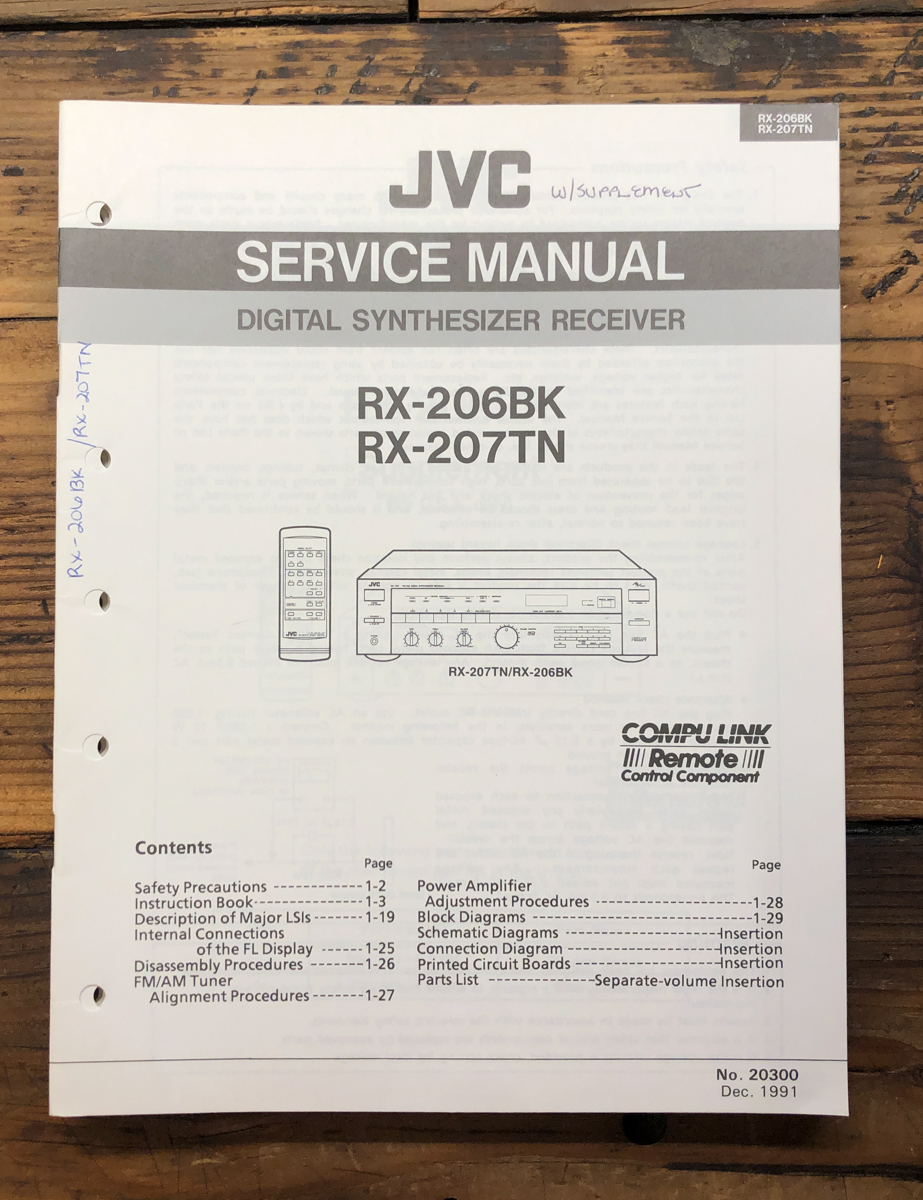 RX-206BK
RX-207TN
JVC
W/SUPPLEMENT
SERVICE MANUAL
DIGITAL SYNTHESIZER RECEIVER
RX-206BK /RX-207TN
RX-206BK
RX-207TN
JVC
JVC
RX-207TN/RX-206BK
COMPU LINK
Remote
Control Component
Contents
Page
Safety Precautions -------------- 1-2
Instruction Book ---------------- 1-3
Description of Major LSIs ------- 1-19
Internal Connections
of the FL Display ------ 1-25
Disassembly Procedures --------- 1-26
FM/AM Tuner
Alignment Procedures ------- 1-27
Page
Power Amplifier
Adjustment Procedures ---------------------- 1-28
Block Diagrams ------------------------------- 1-29
Schematic Diagrams ---------------------- Insertion
Connection Diagram --------------------- Insertion
Printed Circuit Boards -------------------- Insertion
Parts List --------------- Separate-volume Insertion
No. 20300
Dec. 1991